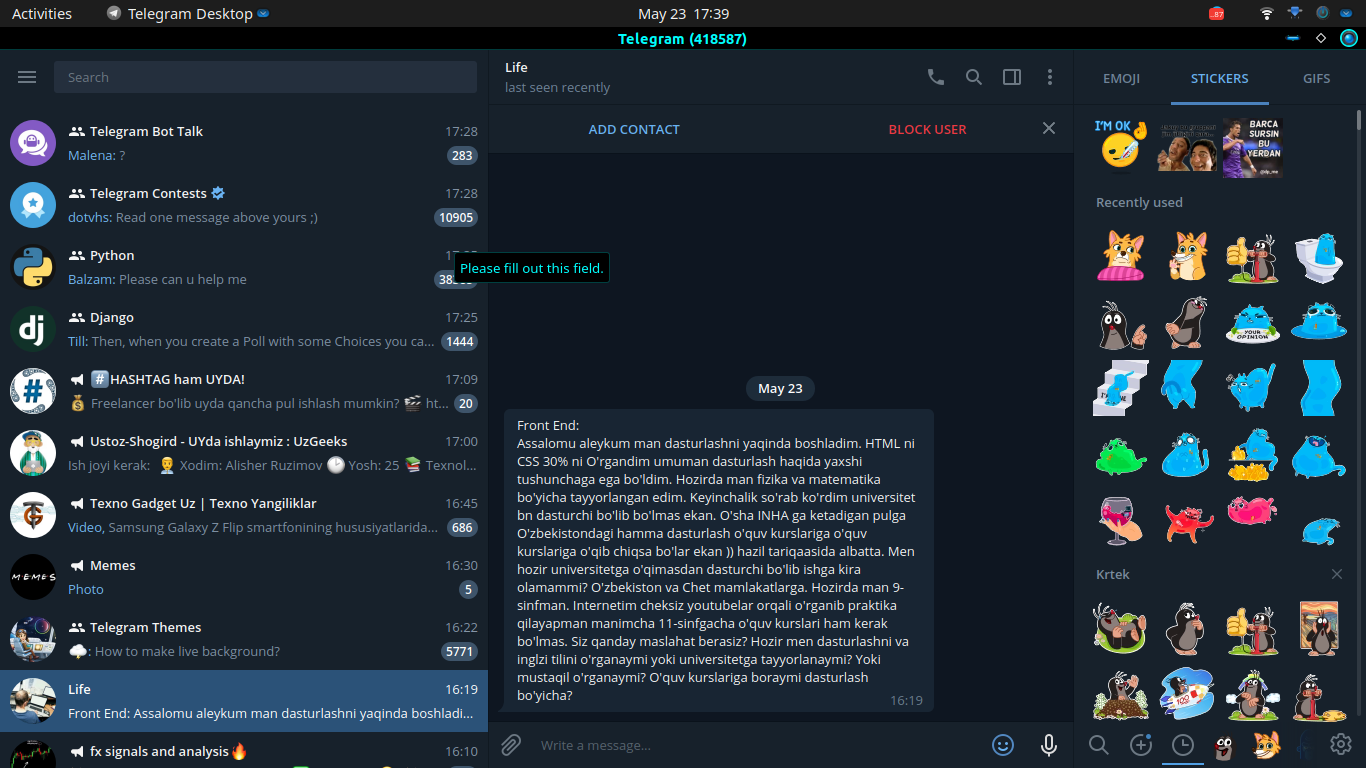 Activities
Telegram Desktop
May 23 17:39
87
Telegram (418587)
Search
Telegram Bot Talk
17:28
Malena: ?
283
Telegram Contests
17:28
dotvhs: Read one message above yours ;)
10905
Python
Balzam: Please can u help me
Django
17:25
Till: Then, when you create a Poll with some Choices you ca...
1444
#HASHTAG ham UYDA!
17:09
💰 Freelancer bo'lib uyda qancha pul ishlash mumkin? 🎬 ht...
20
Ustoz-Shogird - UYda ishlaymiz : UzGeeks
17:00
Ish joyi kerak: 👨‍💼 Xodim: Alisher Ruzimov 🕑 Yosh: 25 📚 Texnol...
Texno Gadget Uz | Texno Yangiliklar
16:45
Video, Samsung Galaxy Z Flip smartfonining hususiyatlarida...
686
MEMES
Memes
16:30
Photo
5
Telegram Themes
16:22
🌩: How to make live background?
5771
Life
16:19
Front End: Assalomu aleykum man dasturlashni yaqinda boshladi...
fx signals and analysis🔥
16:10
Life
last seen recently
ADD CONTACT
BLOCK USER
Please fill out this field.
May 23
Front End:
Assalomu aleykum man dasturlashni yaqinda boshladim. HTML ni
CSS 30% ni O'rgandim umuman dasturlash haqida yaxshi
tushunchaga ega bo'ldim. Hozirda man fizika va matematika
bo'yicha tayyorlangan edim. Keyinchalik so'rab ko'rdim universitet
bn dasturchi bo'lib bo'lmas ekan. O'sha INHA ga ketadigan pulga
O'zbekistondagi hamma dasturlash o'quv kurslariga o'quv
kurslariga o'qib chiqsa bo'lar ekan )) hazil tariqaasida albatta. Men
hozir universitetga o'qimasdan dasturchi bo'lib ishga kira
olamammi? O'zbekiston va Chet mamlakatlarga. Hozirda man 9-
sinfman. Internetim cheksiz youtubelar orqali o'rganib praktika
qilayapman manimcha 11-sinfgacha o'quv kurslari ham kerak
bo'lmas. Siz qanday maslahat berasiz? Hozir men dasturlashni va
inglzi tilini o'rganaymi yoki universitetga tayyorlanaymi? Yoki
mustaqil o'rganaymi? O'quv kurslariga boraymi dasturlash
bo'yicha?
16:19
Write a message...
EMOJI
STICKERS
GIFS
I'M OK
BARCA
SURSIN
BU
YERDAN
Recently used
YOUR
OPINION
Krtek
100